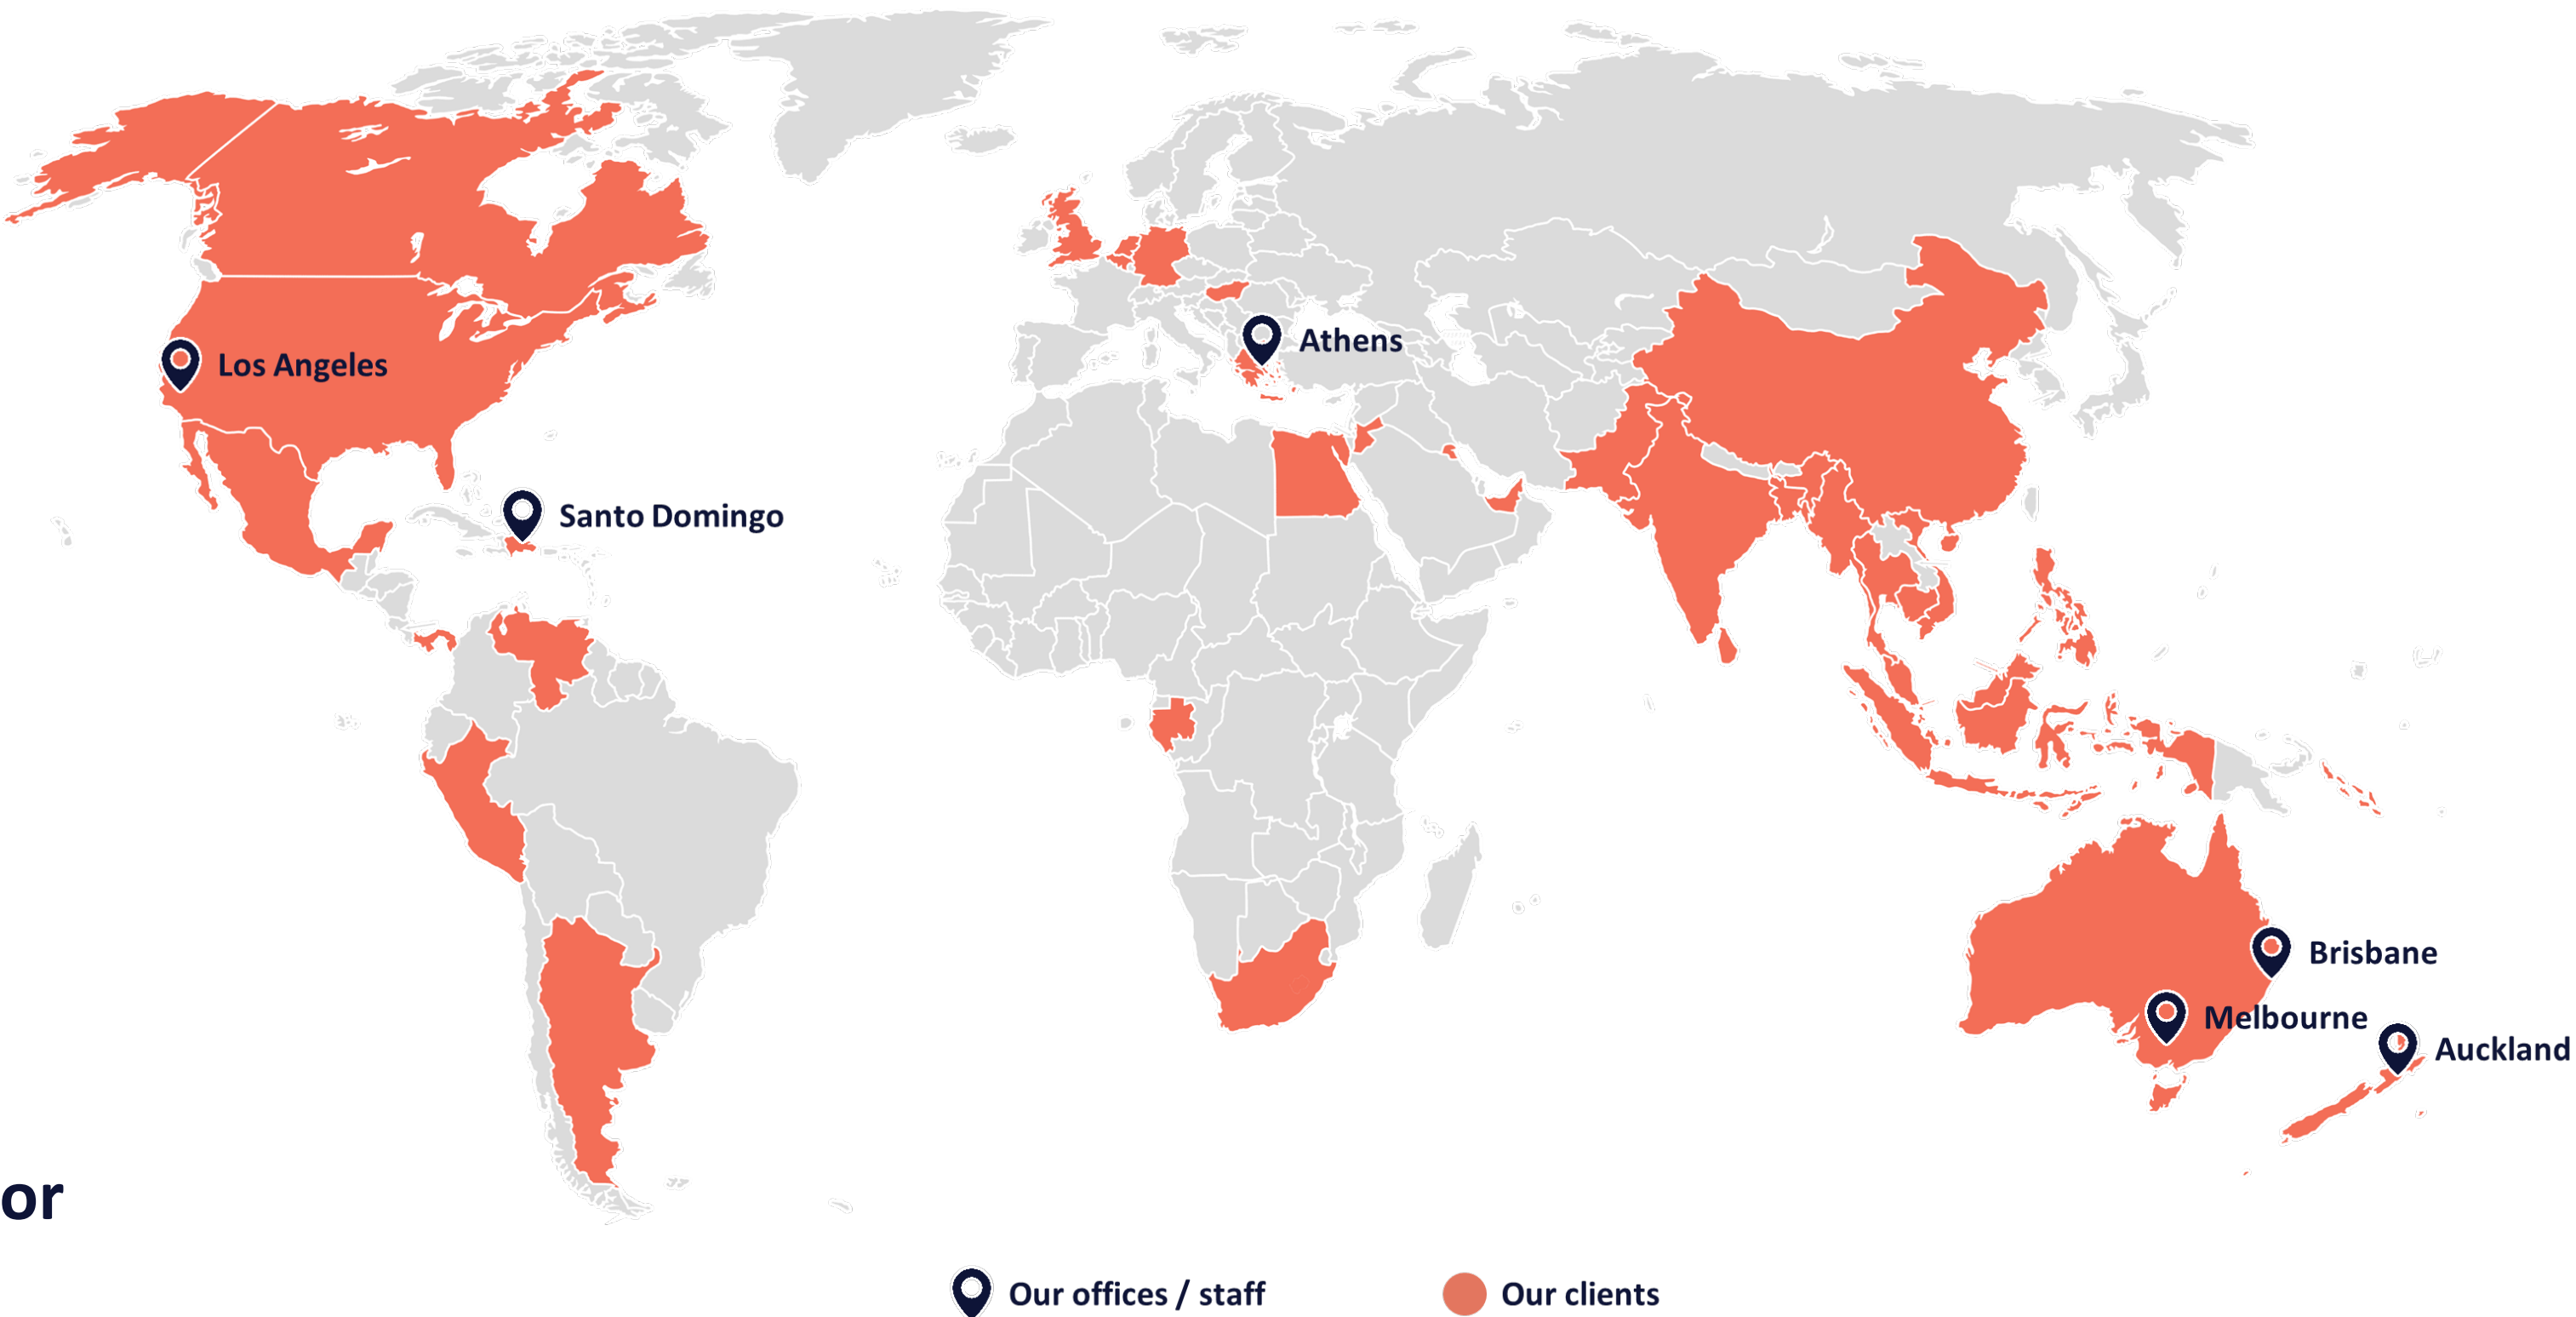 Athens
Los Angeles
Santo Domingo
Brisbane
Melbourne
Auckland
or
Our offices / staff
Our clients